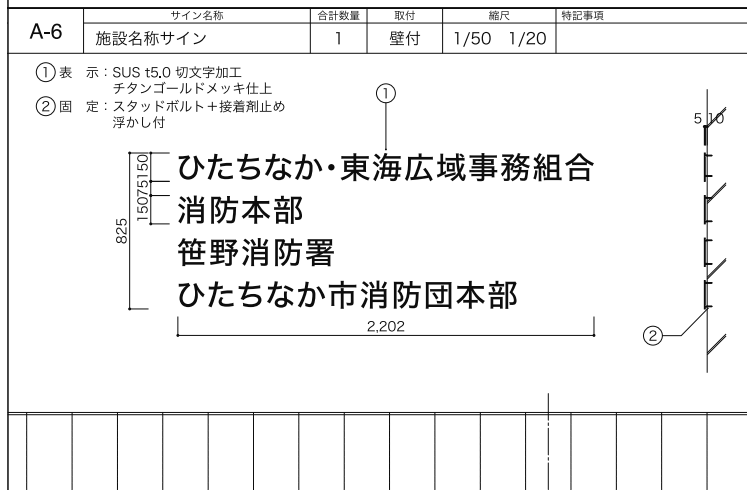 サイン名称 合計数量 取付 縮尺 特記事項
A-6 施設名称サイン 1 壁付 1/50 1/20
①表 示：SUS t5.0 切文字加工
チタンゴールドメッキ仕上
②固 定：スタッドボルト＋接着剤止め
浮かし付
①
5 10
150
75
150
825
ひたちなか・東海広域事務組合
消防本部
笹野消防署
ひたちなか市消防団本部
2,202
②